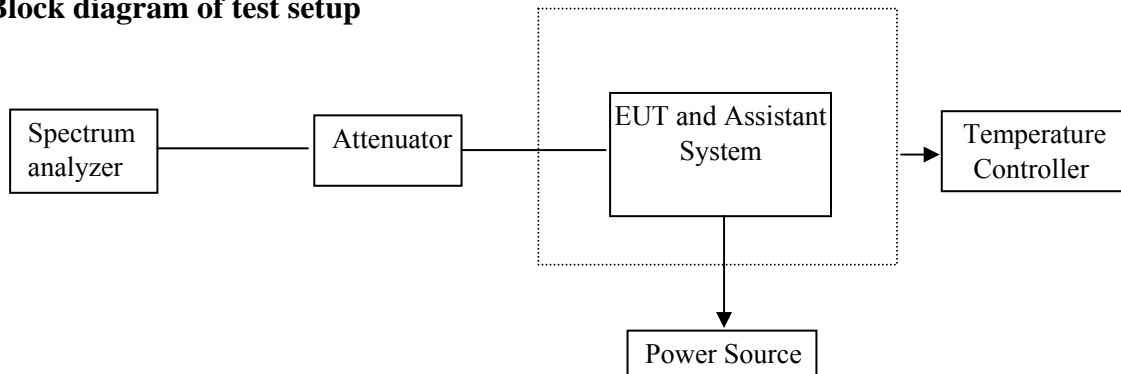 Block diagram of test setup
Spectrum
analyzer
Attenuator
EUT and Assistant
System
Temperature
Controller
Power Source